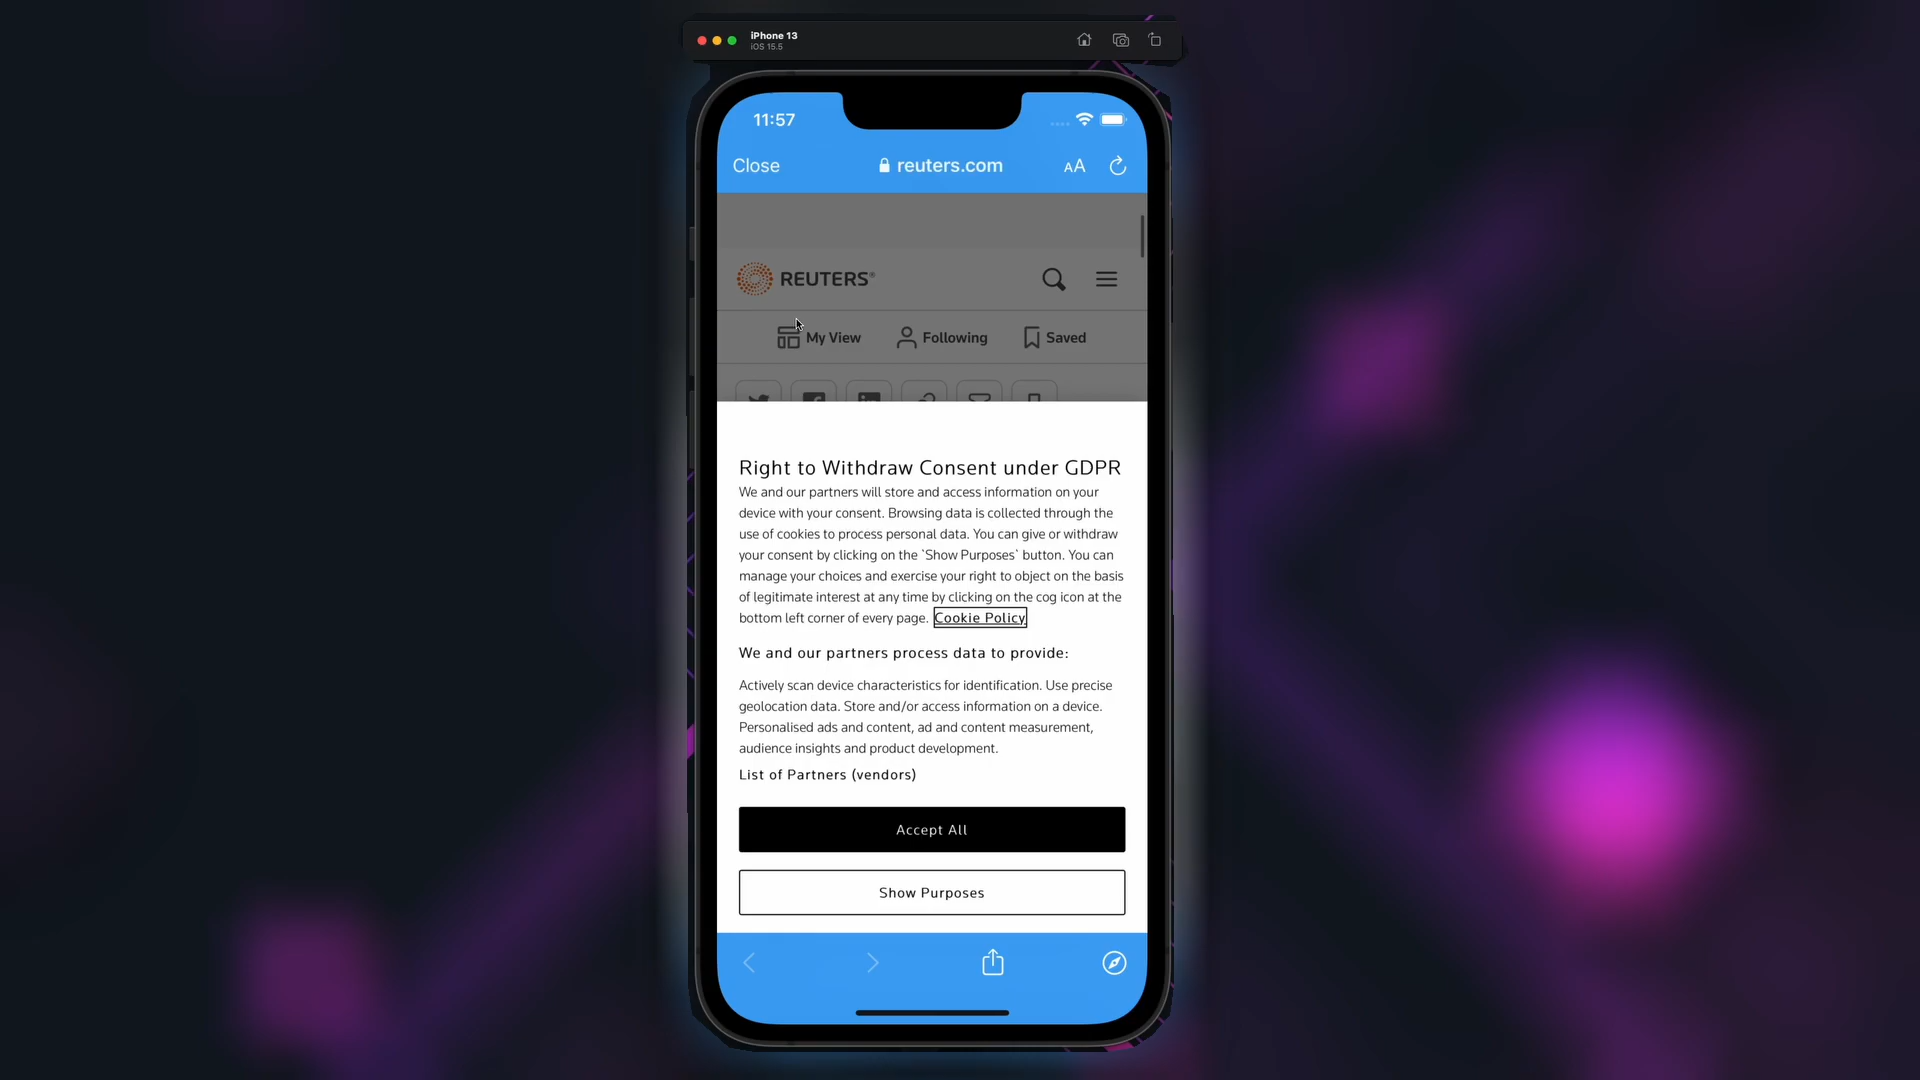 iPhone 13
iOS 15.5
11:57
Close
reuters.com
AA
REUTERS®
My View
Following
Saved
Right to Withdraw Consent under GDPR
We and our partners will store and access information on your
device with your consent. Browsing data is collected through the
use of cookies to process personal data. You can give or withdraw
your consent by clicking on the `Show Purposes` button. You can
manage your choices and exercise your right to object on the basis
of legitimate interest at any time by clicking on the cog icon at the
bottom left corner of every page. Cookie Policy
We and our partners process data to provide:
Actively scan device characteristics for identification. Use precise
geolocation data. Store and/or access information on a device.
Personalised ads and content, ad and content measurement,
audience insights and product development.
List of Partners (vendors)
Accept All
Show Purposes